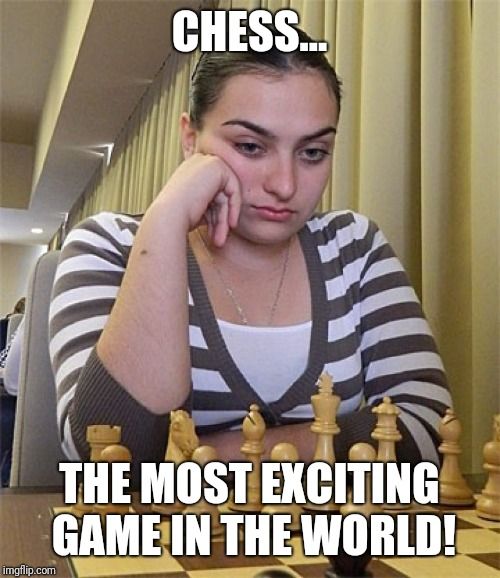 CHESS...
THE MOST EXCITING
GAME IN THE WORLD!
imgflip.com